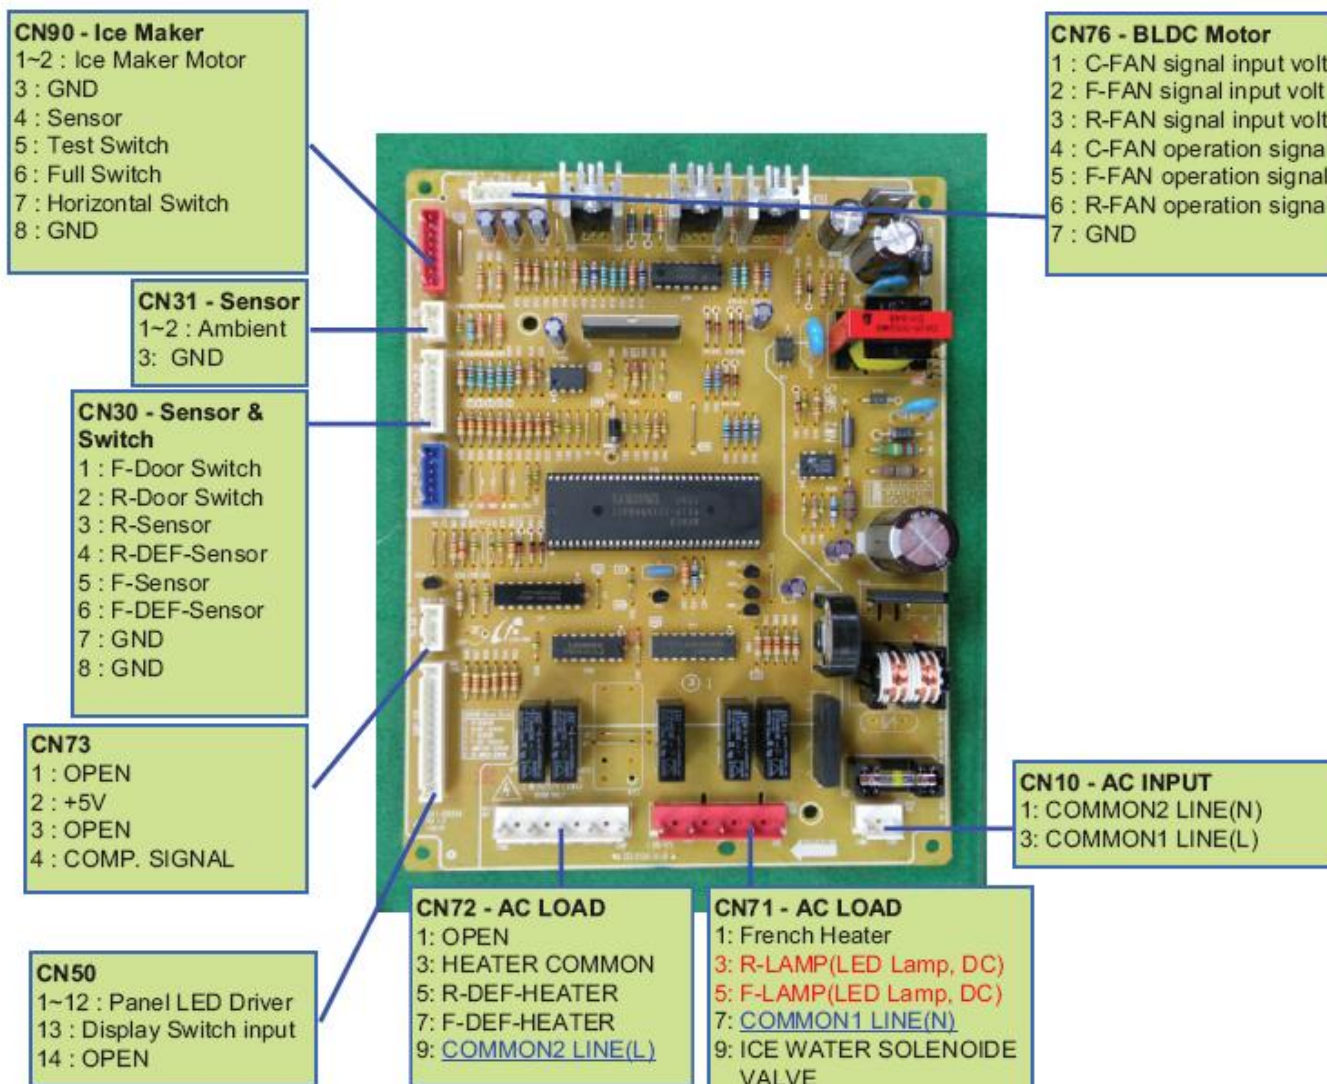 CN90 - Ice Maker
1~2 : Ice Maker Motor
3 : GND
4 : Sensor
5 : Test Switch
6 : Full Switch
7 : Horizontal Switch
8 : GND
CN76 - BLDC Motor
1 : C-FAN signal input volt
2 : F-FAN signal input volt
3 : R-FAN signal input volt
4 : C-FAN operation signa
5 : F-FAN operation signal
6 : R-FAN operation signa
7 : GND
CN31 - Sensor
1~2 : Ambient
3: GND
CN30 - Sensor &
Switch
1 : F-Door Switch
2 : R-Door Switch
3 : R-Sensor
4 : R-DEF-Sensor
5 : F-Sensor
6 : F-DEF-Sensor
7 : GND
8 : GND
CN73
1 : OPEN
2 : +5V
3 : OPEN
4 : COMP. SIGNAL
CN10 - AC INPUT
1: COMMON2 LINE(N)
3: COMMON1 LINE(L)
CN50
1~12 : Panel LED Driver
13 : Display Switch input
14 : OPEN
CN72 - AC LOAD
1: OPEN
3: HEATER COMMON
5: R-DEF-HEATER
7: F-DEF-HEATER
9: COMMON2 LINE(L)
CN71 - AC LOAD
1: French Heater
3: R-LAMP(LED Lamp, DC)
5: F-LAMP(LED Lamp, DC)
7: COMMON1 LINE(N)
9: ICE WATER SOLENOIDE
VALVE